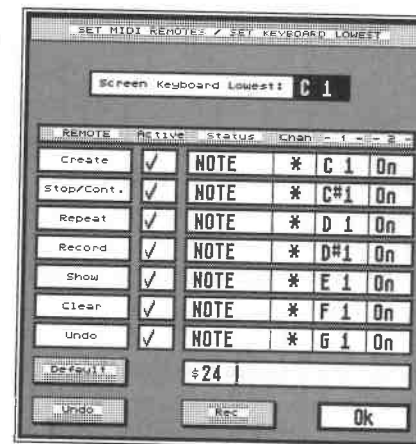 SET MIDI REMOTES / SET KEYBOARD LOWEST
Screen Keyboard Lowest: C 1
REMOTE Active Status Chan - 1 - - 2 -
Create ✓ NOTE * C 1 On
Stop/Cont. ✓ NOTE * C#1 On
Repeat ✓ NOTE * D 1 On
Record ✓ NOTE * D#1 On
Show ✓ NOTE * E 1 On
Clear ✓ NOTE * F 1 On
Undo ✓ NOTE * G 1 On
Default $24
Undo Rec Ok